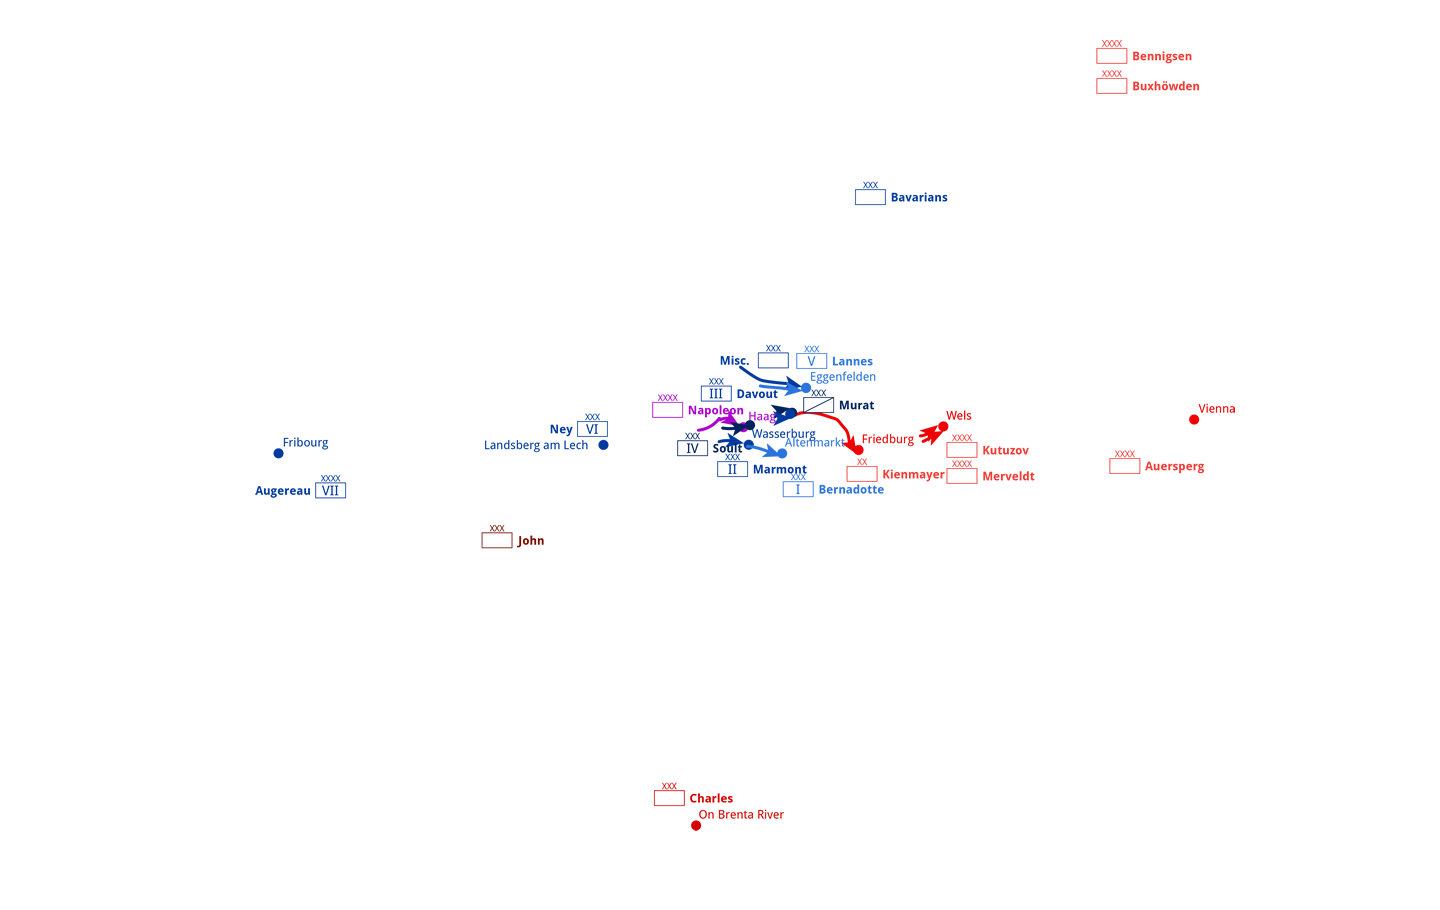 XXXX
Bennigsen
XXXX
Buxhöwden
XXX
Bavarians
XXX
Misc.
XXX
V Lannes
Eggenfelden
XXX
III Davout
XXX
Murat
XXXX
Napoleon
Haag
XXX
Ney VI
Landsberg am Lech
Fribourg
XXXX
Augereau VII
XXX
IV Soult
Wasserburg
Altenmarkt
XXX
II Marmont
XXX
I Bernadotte
Friedburg
XX
Kienmayer
Wels
XXXX
Kutuzov
XXXX
Merveldt
Vienna
XXXX
Auersperg
XXX
John
XXX
Charles
On Brenta River